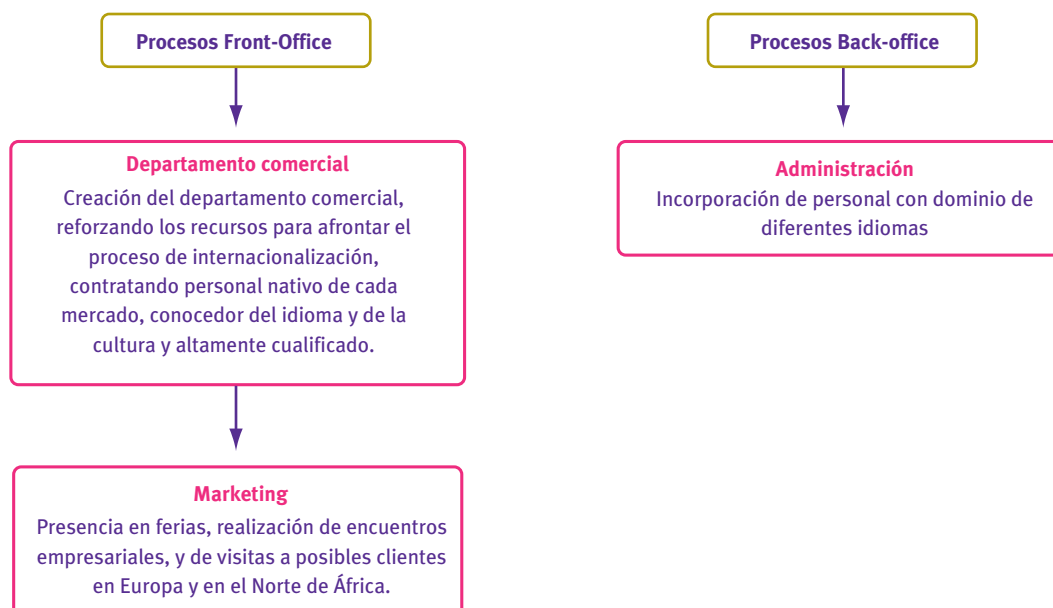 Procesos Front-Office
Departamento comercial
Creación del departamento comercial,
reforzando los recursos para afrontar el
proceso de internacionalización,
contratando personal nativo de cada
mercado, conocedor del idioma y de la
cultura y altamente cualificado.
Marketing
Presencia en ferias, realización de encuentros
empresariales, y de visitas a posibles clientes
en Europa y en el Norte de África.
Procesos Back-office
Administración
Incorporación de personal con dominio de
diferentes idiomas